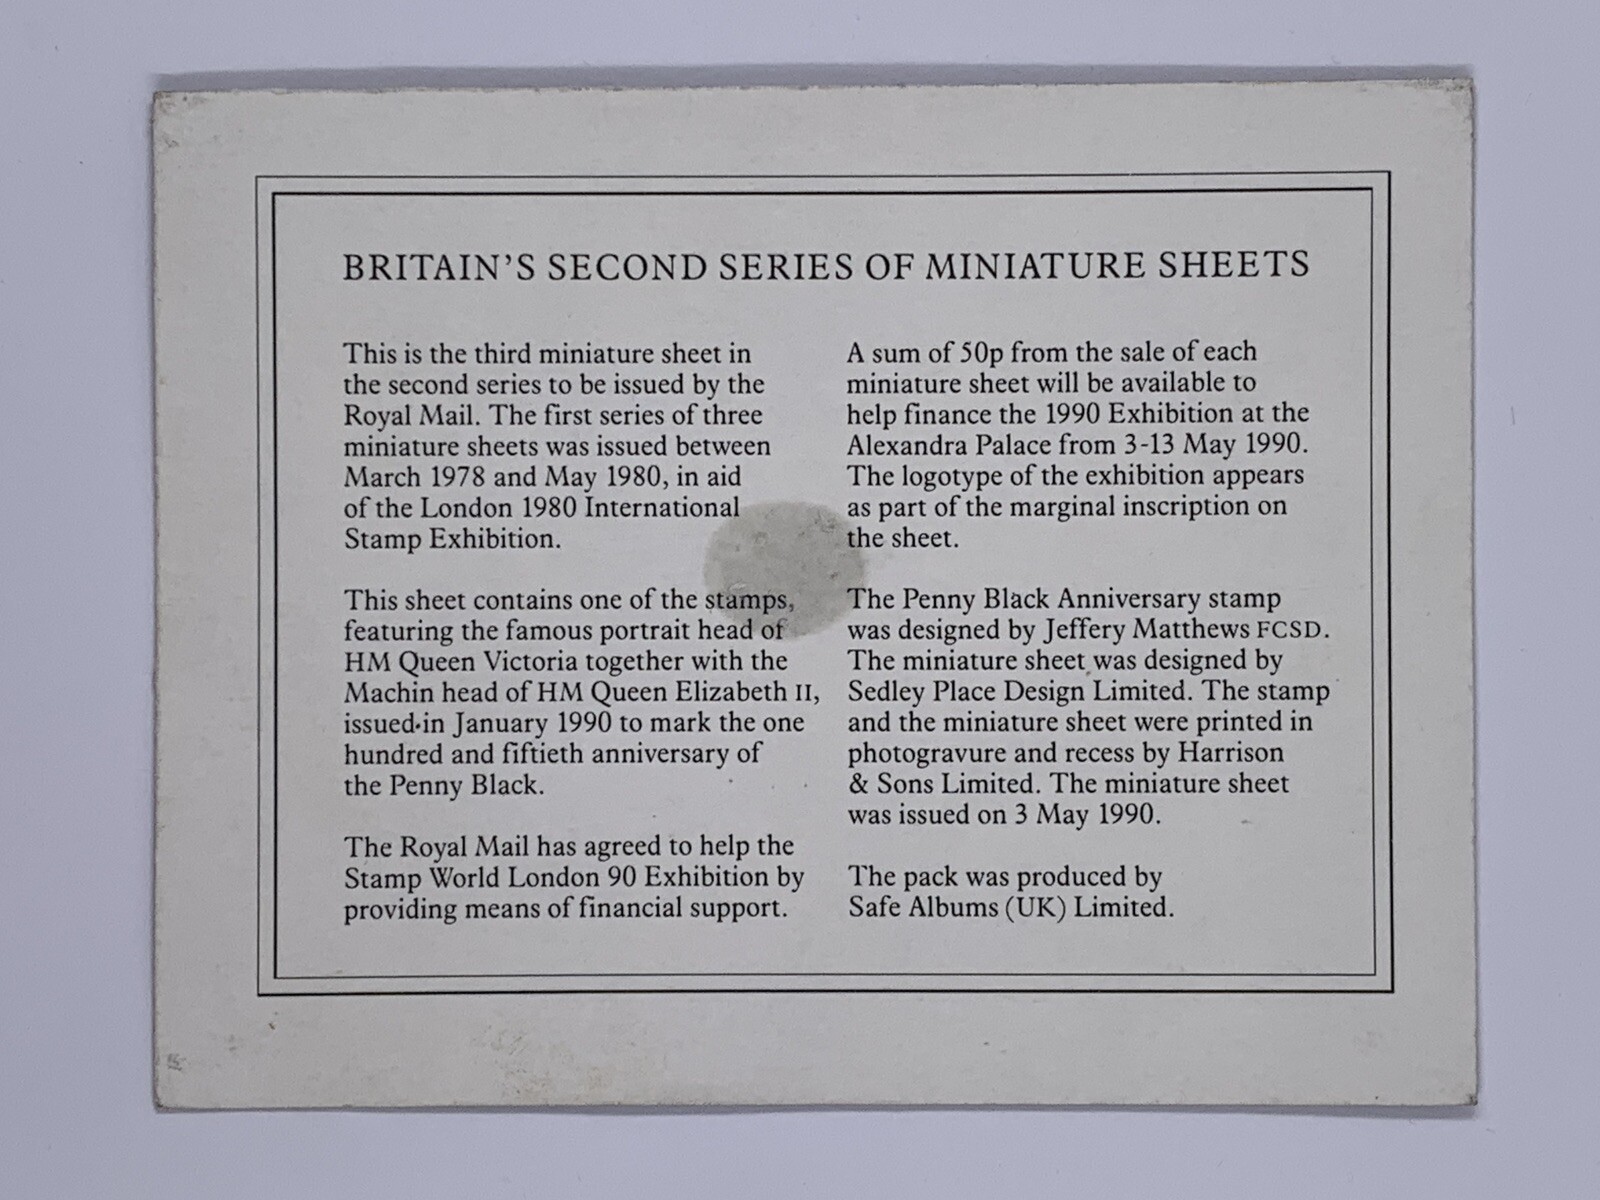 BRITAIN'S SECOND SERIES OF MINIATURE SHEETS
This is the third miniature sheet in
the second series to be issued by the
Royal Mail. The first series of three
miniature sheets was issued between
March 1978 and May 1980, in aid
of the London 1980 International
Stamp Exhibition.
This sheet contains one of the stamps,
featuring the famous portrait head of
HM Queen Victoria together with the
Machin head of HM Queen Elizabeth II,
issued in January 1990 to mark the one
hundred and fiftieth anniversary of
the Penny Black.
The Royal Mail has agreed to help the
Stamp World London 90 Exhibition by
providing means of financial support.
A sum of 50p from the sale of each
miniature sheet will be available to
help finance the 1990 Exhibition at the
Alexandra Palace from 3-13 May 1990.
The logotype of the exhibition appears
as part of the marginal inscription on
the sheet.
The Penny Black Anniversary stamp
was designed by Jeffery Matthews FCSD.
The miniature sheet was designed by
Sedley Place Design Limited. The stamp
and the miniature sheet were printed in
photogravure and recess by Harrison
& Sons Limited. The miniature sheet
was issued on 3 May 1990.
The pack was produced by
Safe Albums (UK) Limited.